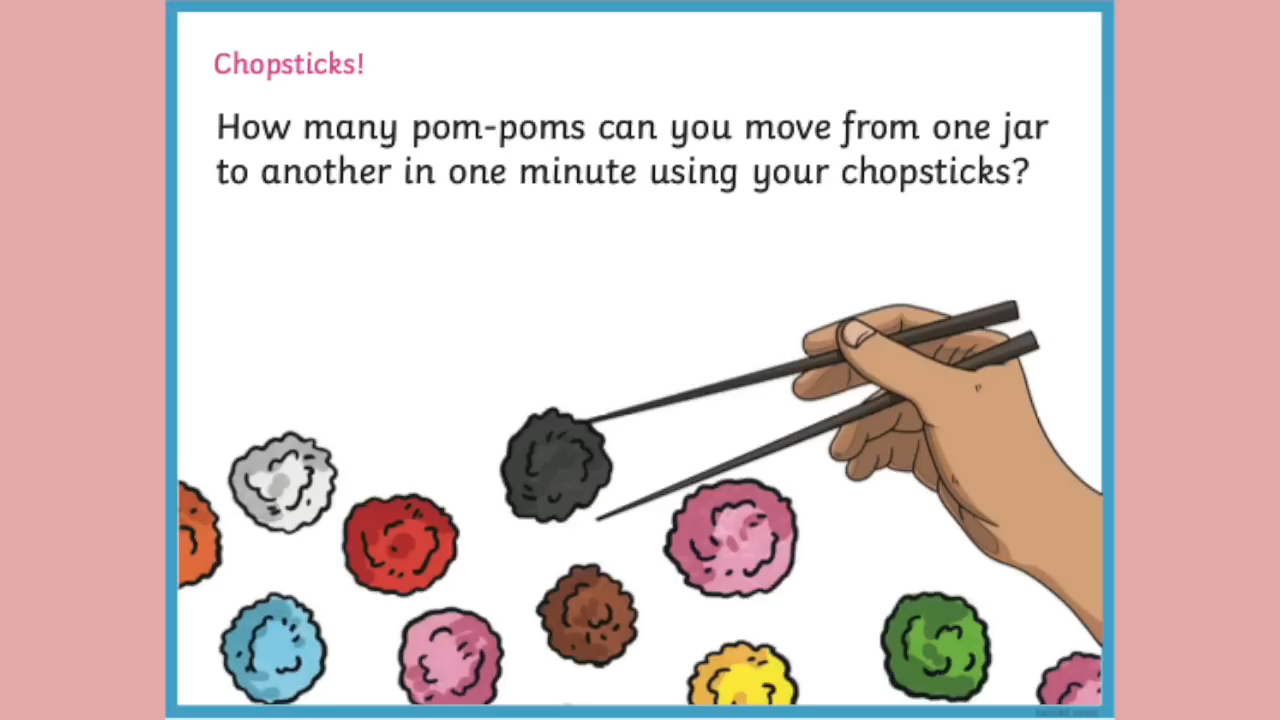 Chopsticks!
How many pom-poms can you move from one jar
to another in one minute using your chopsticks?